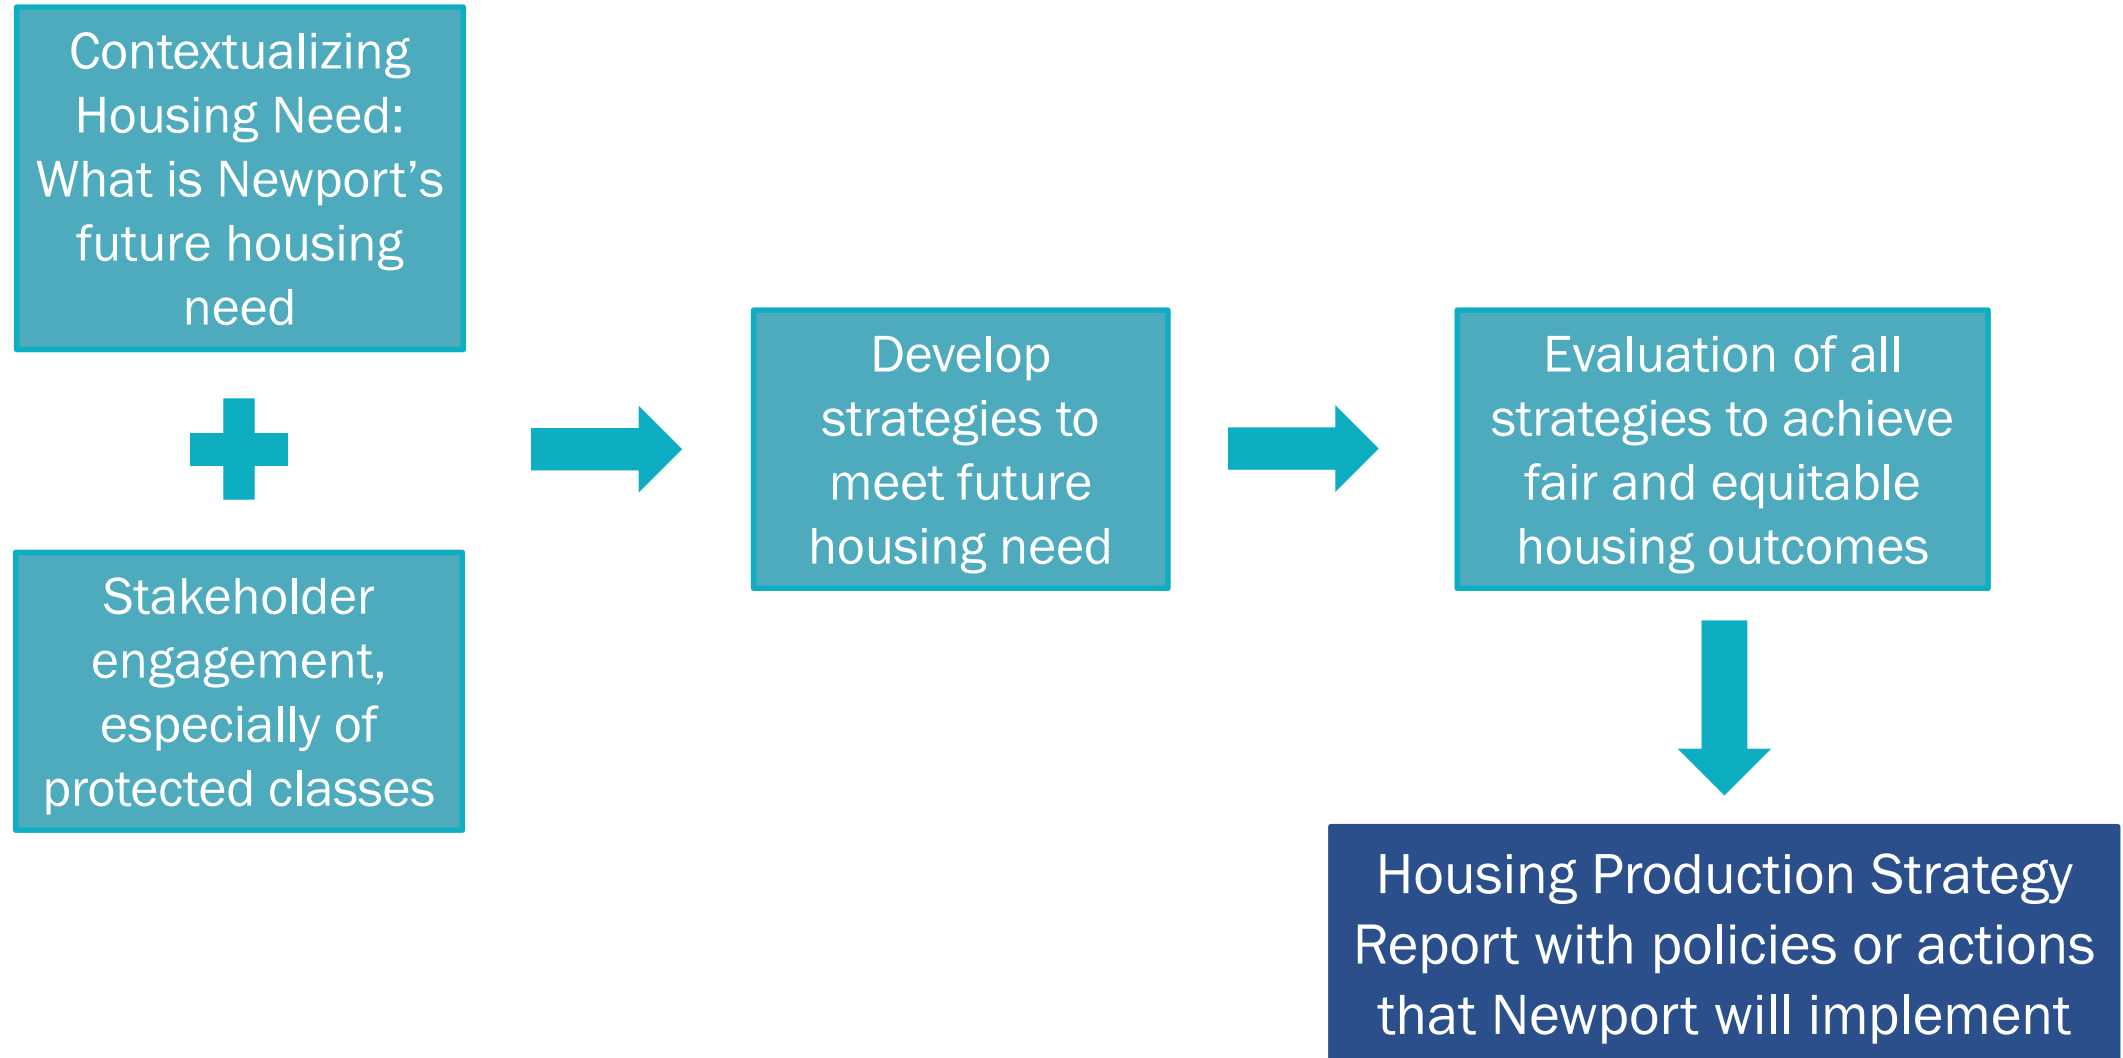 Contextualizing
Housing Need:
What is Newport’s
future housing
need
Stakeholder
engagement,
especially of
protected classes
Develop
strategies to
meet future
housing need
Evaluation of all
strategies to achieve
fair and equitable
housing outcomes
Housing Production Strategy
Report with policies or actions
that Newport will implement